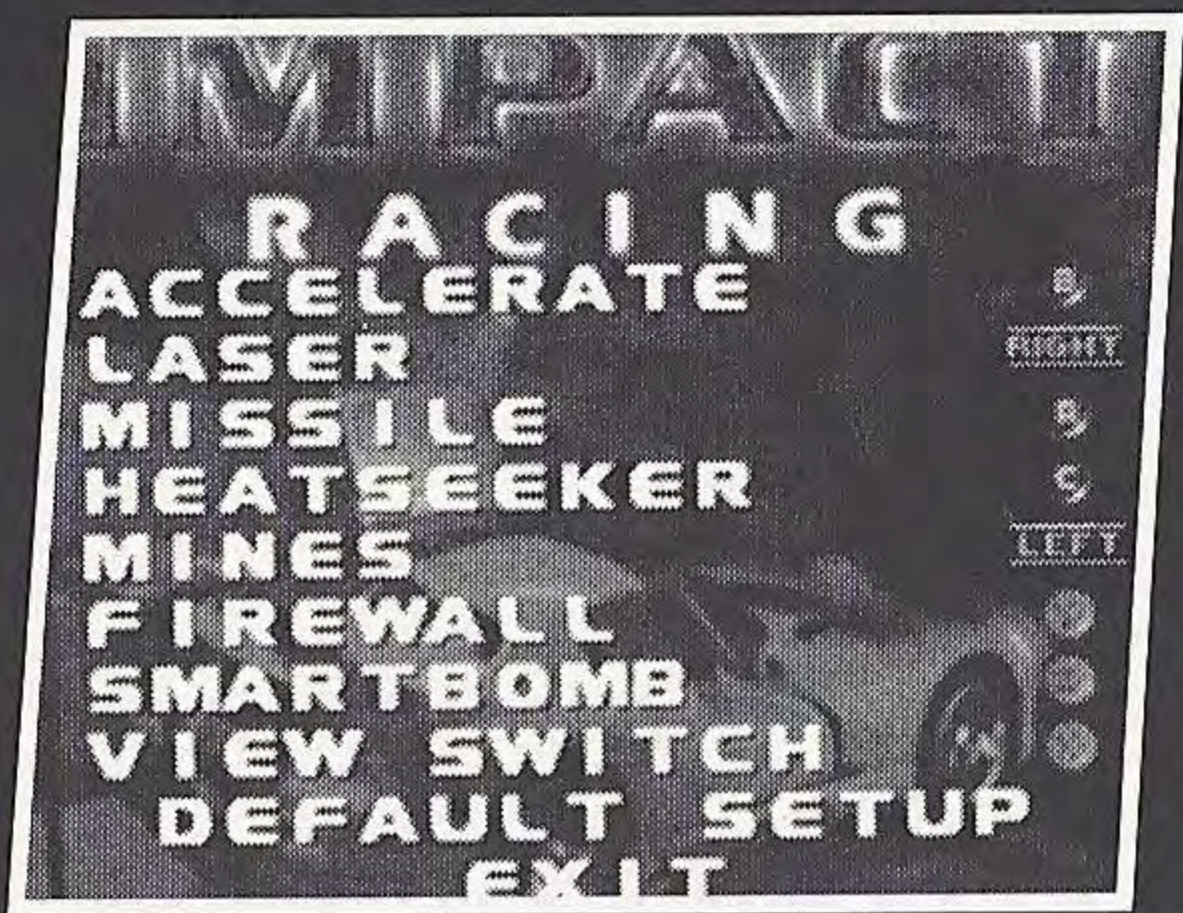 IMPACT
RACING
ACCELERATE
LASER RIGHT
MISSILE
HEATSEEKER C
MINES LEFT
FIREWALL
SMARTBOMB
VIEW SWITCH
DEFAULT SETUP
EXIT